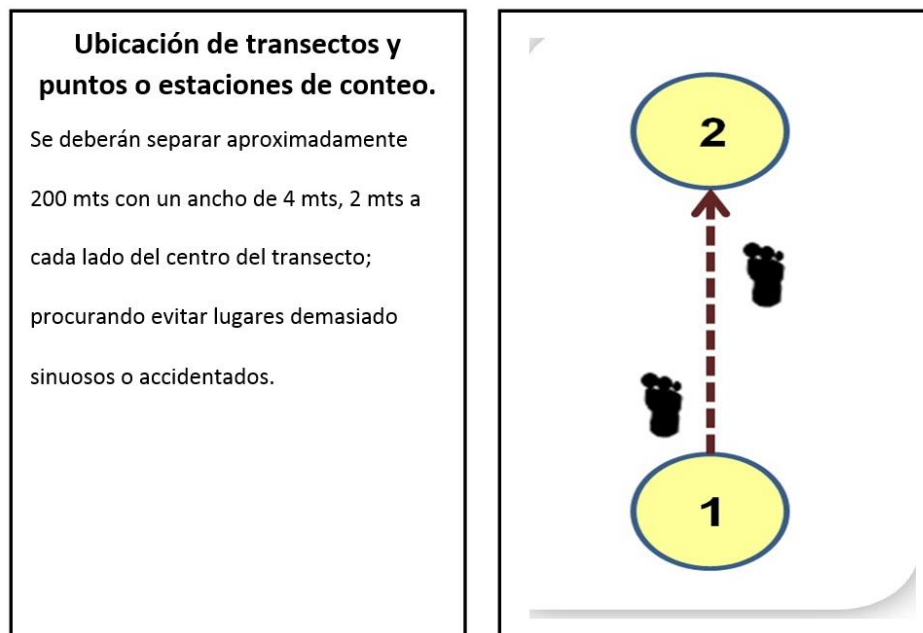 Ubicación de transectos y
puntos o estaciones de conteo.
Se deberán separar aproximadamente
200 mts con un ancho de 4 mts, 2 mts a
cada lado del centro del transecto;
procurando evitar lugares demasiado
sinuosos o accidentados.
2
1